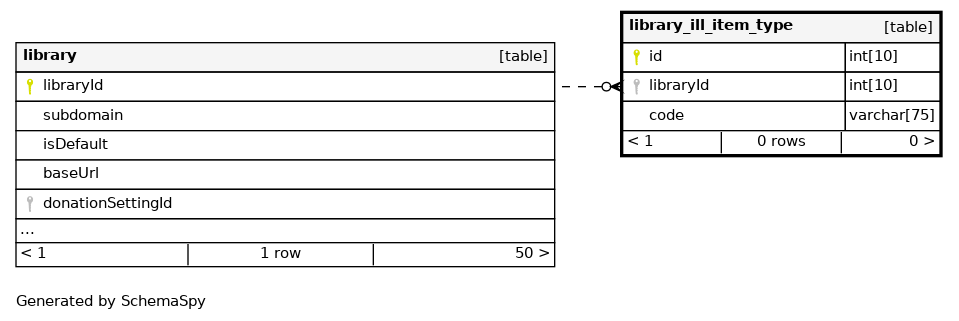 library [table]
libraryId
subdomain
isDefault
baseUrl
donationSettingId
...
< 1 1 row 50 >
library_ill_item_type [table]
id int[10]
libraryId int[10]
code varchar[75]
< 1 0 rows 0 >
Generated by SchemaSpy